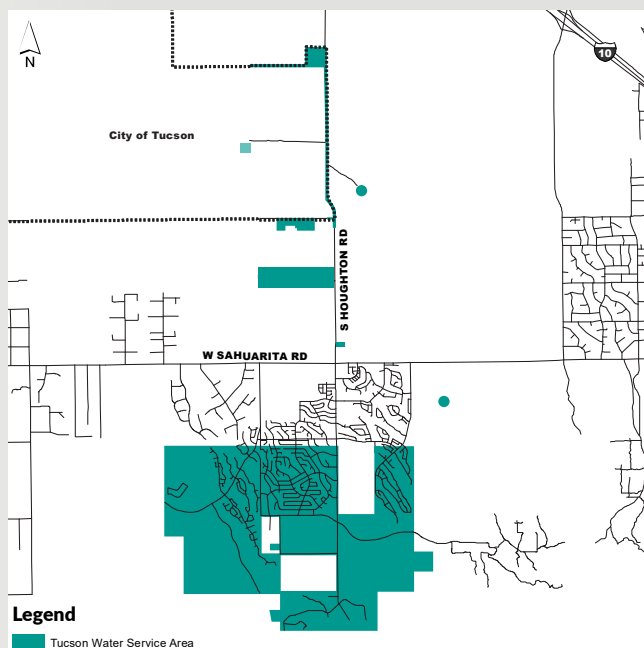 N
10
City of Tucson
S HOUGHTON RD
W SAHUARITA RD
Legend
Tucson Water Service Area